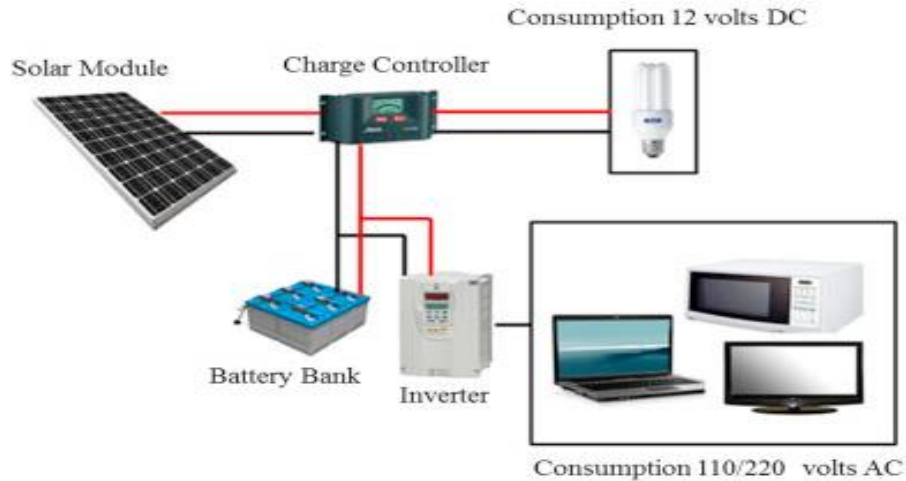 Consumption 12 volts DC
Solar Module
Charge Controller
Battery Bank
Inverter
Consumption 110/220 volts AC